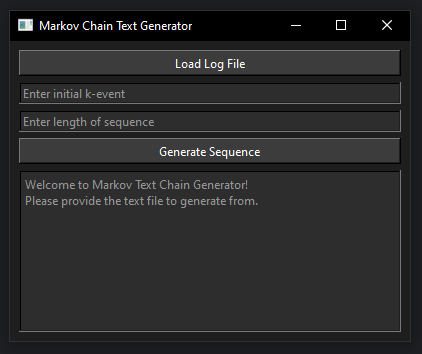 Markov Chain Text Generator
Load Log File
Enter initial k-event
Enter length of sequence
Generate Sequence
Welcome to Markov Text Chain Generator!
Please provide the text file to generate from.